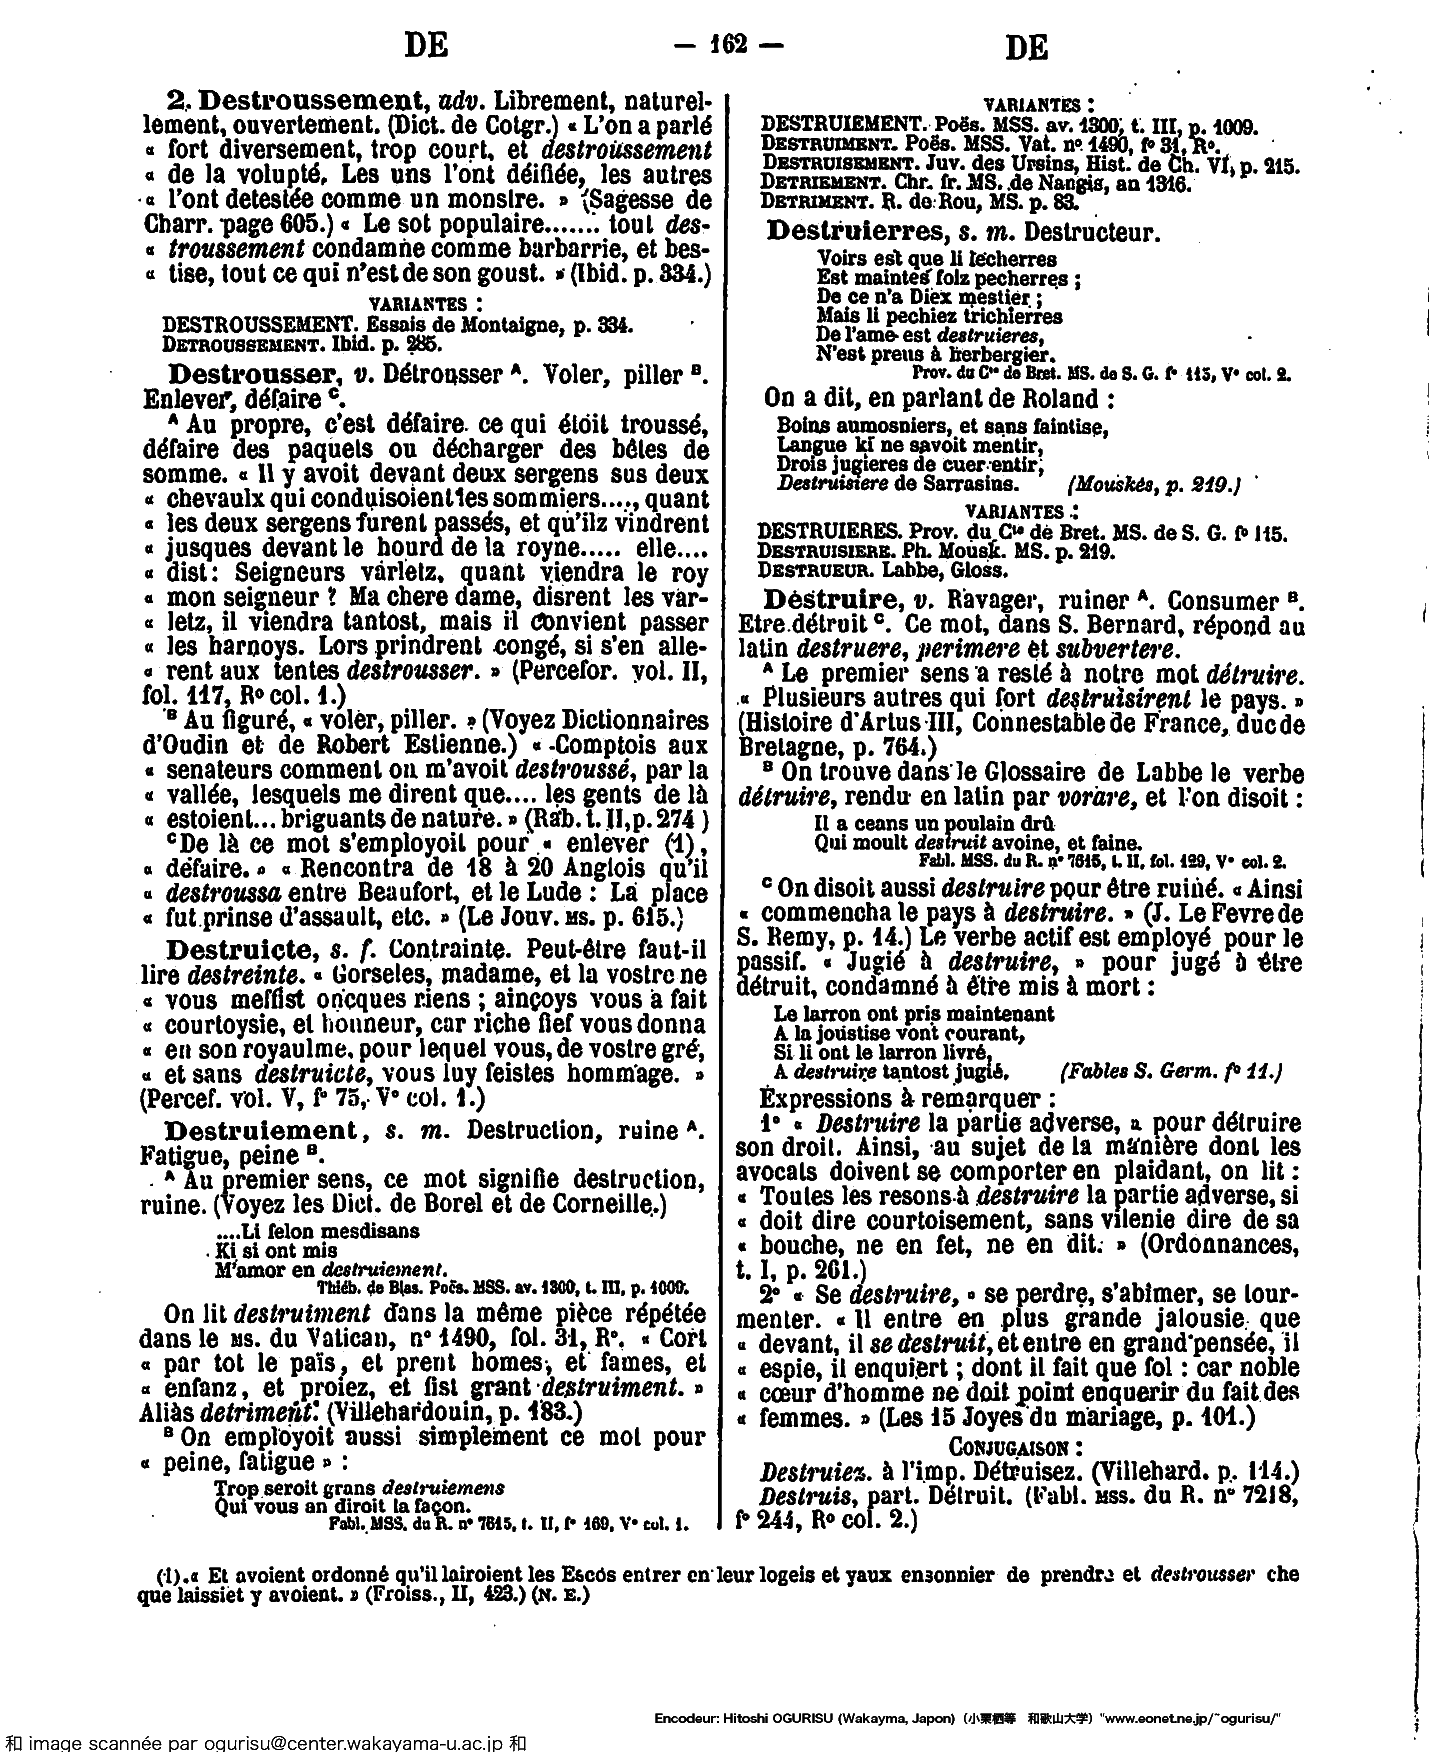 DE — 162 — DE
2. Destroussement, adv. Librement, naturel-
lement, ouvertement. (Dict. de Cotgr.) « L'on a parlé
« fort diversement, trop court, et destroussement
« de la volupté. Les uns l'ont déifiée, les autres
« l'ont detestée comme un monstre. » (Sagesse de
Charr. page 605.) « Le sot populaire....... tout des-
« troussement condamne comme barbarrie, et bes-
« tise, tout ce qui n'est de son goust. » (Ibid. p. 334.)
VARIANTES :
DESTROUSSEMENT. Essais de Montaigne, p. 334.
DETROUSSEMENT. Ibid. p. 285.
Destrousser, v. Détrousser A. Voler, piller B.
Enlever, défaire C.
A Au propre, c'est défaire ce qui étoit troussé,
défaire des paquets ou décharger des bêtes de
somme. « Il y avoit devant deux sergens sus deux
« chevaulx qui conduisoient les sommiers...., quant
« les deux sergens furent passés, et qu'ilz vindrent
« jusques devant le hourd de la royne..... elle....
« dist : Seigneurs varletz, quant viendra le roy
« mon seigneur ? Ma chere dame, disrent les var-
« letz, il viendra tantost, mais il convient passer
« les harnoys. Lors prindrent congé, si s'en alle-
« rent aux tentes destrousser. » (Percefor. vol. II,
fol. 117, Ro col. 1.)
B Au figuré, « voler, piller. » (Voyez Dictionnaires
d'Oudin et de Robert Estienne.) « Comptois aux
« senateurs comment on m'avoit destroussé, par la
« vallée, lesquels me dirent que.... les gents de là
« estoient... briguants de nature. » (Rab. t. II, p. 274)
C De là ce mot s'employoit pour « enlever (1),
« défaire. » « Rencontra de 18 à 20 Anglois qu'il
« destroussa entre Beaufort, et le Lude : La place
« fut prinse d'assault, etc. » (Le Jouv. MS. p. 615.)
Destruicte, s. f. Contrainte. Peut-être faut-il
lire destreinte. « Gorseles, madame, et la vostre ne
« vous meffist oncques riens ; ainçoys vous a fait
« courtoysie, et honneur, car riche fief vous donna
« en son royaulme, pour lequel vous, de vostre gré,
« et sans destruicte, vous luy feistes hommage. »
(Percef. vol. V, fo 75, Vo col. 1.)
Destruiement, s. m. Destruction, ruine A.
Fatigue, peine B.
A Au premier sens, ce mot signifie destruction,
ruine. (Voyez les Dict. de Borel et de Corneille.)
....Li felon mesdisans
Ki si ont mis
M'amor en destruiement.
Thiéb. de Blas. Poës. MSS. av. 1300, t. III, p. 1009.
On lit destruiment dans la même pièce répétée
dans le MS. du Vatican, no 1490, fol. 31, Ro. « Cort
« par tot le païs, et prent homes, et fames, et
« enfanz, et proiez, et fist grant destruiment. »
Aliàs detriment. (Villehardouin, p. 183.)
B On employoit aussi simplement ce mot pour
« peine, fatigue » :
Trop seroit grans destruiemens
Qui vous an diroit la façon.
Fabl. MSS. du R. no 7615, t. II, fo 169, Vo col. 1.
VARIANTES :
DESTRUIEMENT. Poës. MSS. av. 1300, t. III, p. 1009.
DESTRUIMENT. Poës. MSS. Vat. no 1490, fo 31, Ro.
DESTRUISEMENT. Juv. des Ursins, Hist. de Ch. VI, p. 215.
DETRIEMENT. Chr. fr. MS. de Nangis, an 1316.
DETRIMENT. R. de Rou, MS. p. 83.
Destruierres, s. m. Destructeur.
Voirs est que li lecherres
Est maintes folz pecherres ;
De ce n'a Diex mestier ;
Mais li pechiez trichierres
De l'ame est destruieres,
N'est preus à herbergier.
Prov. du Cte de Bret. MS. de S. G. fo 115, Vo col. 2.
On a dit, en parlant de Roland :
Boins aumosniers, et sans faintise,
Langue ki ne savoit mentir,
Drois jugieres de cuer entir,
Destruisiere de Sarrasins. (Mouskes, p. 219.)
VARIANTES :
DESTRUIERES. Prov. du Cte de Bret. MS. de S. G. fo 115.
DESTRUISIERE. Ph. Mousk. MS. p. 219.
DESTRUEUR. Labbe, Gloss.
Destruire, v. Ravager, ruiner A. Consumer B.
Etre détruit C. Ce mot, dans S. Bernard, répond au
latin destruere, perimere et subvertere.
A Le premier sens a resté à notre mot détruire.
« Plusieurs autres qui fort destruisirent le pays. »
(Histoire d'Artus III, Connestable de France, duc de
Bretagne, p. 764.)
B On trouve dans le Glossaire de Labbe le verbe
détruire, rendu en latin par vorare, et l'on disoit :
Il a ceans un poulain drû
Qui moult destruit avoine, et faine.
Fabl. MSS. du R. no 7615, t. II, fol. 129, Vo col. 2.
C On disoit aussi destruire pour être ruiné. « Ainsi
« commencha le pays à destruire. » (J. Le Fevre de
S. Remy, p. 14.) Le verbe actif est employé pour le
passif. « Jugié à destruire, » pour jugé à être
détruit, condamné à être mis à mort :
Le larron ont pris maintenant
A la joustise vont courant,
Si li ont le larron livré,
A destruire tantost jugié. (Fables S. Germ. fo 11.)
Expressions à remarquer :
1o « Destruire la partie adverse, » pour détruire
son droit. Ainsi, au sujet de la manière dont les
avocats doivent se comporter en plaidant, on lit :
« Toutes les resons à destruire la partie adverse, si
« doit dire courtoisement, sans vilenie dire de sa
« bouche, ne en fet, ne en dit. » (Ordonnances,
t. I, p. 261.)
2o « Se destruire, » se perdre, s'abîmer, se tour-
menter. « Il entre en plus grande jalousie que
« devant, il se destruit, et entre en grand pensée, il
« espie, il enquiert ; dont il fait que fol : car noble
« cœur d'homme ne doit point enquerir du fait des
« femmes. » (Les 15 Joyes du mariage, p. 101.)
CONJUGAISON :
Destruiez. à l'imp. Détruisez. (Villehard. p. 114.)
Destruis, part. Détruit. (Fabl. MSS. du R. no 7218,
fo 244, Ro col. 2.)
(1) « Et avoient ordonné qu'il lairoient les Escos entrer en leur logeis et yaux ensonnier de prendre et destrousser che
que laissiet y avoient. » (Froiss., II, 423.) (N. E.)
Encodeur: Hitoshi OGURISU (Wakayma, Japon) (小栗栖等 和歌山大学) "www.eonet.ne.jp/~ogurisu/"
和 image scannée par ogurisu@center.wakayama-u.ac.jp 和